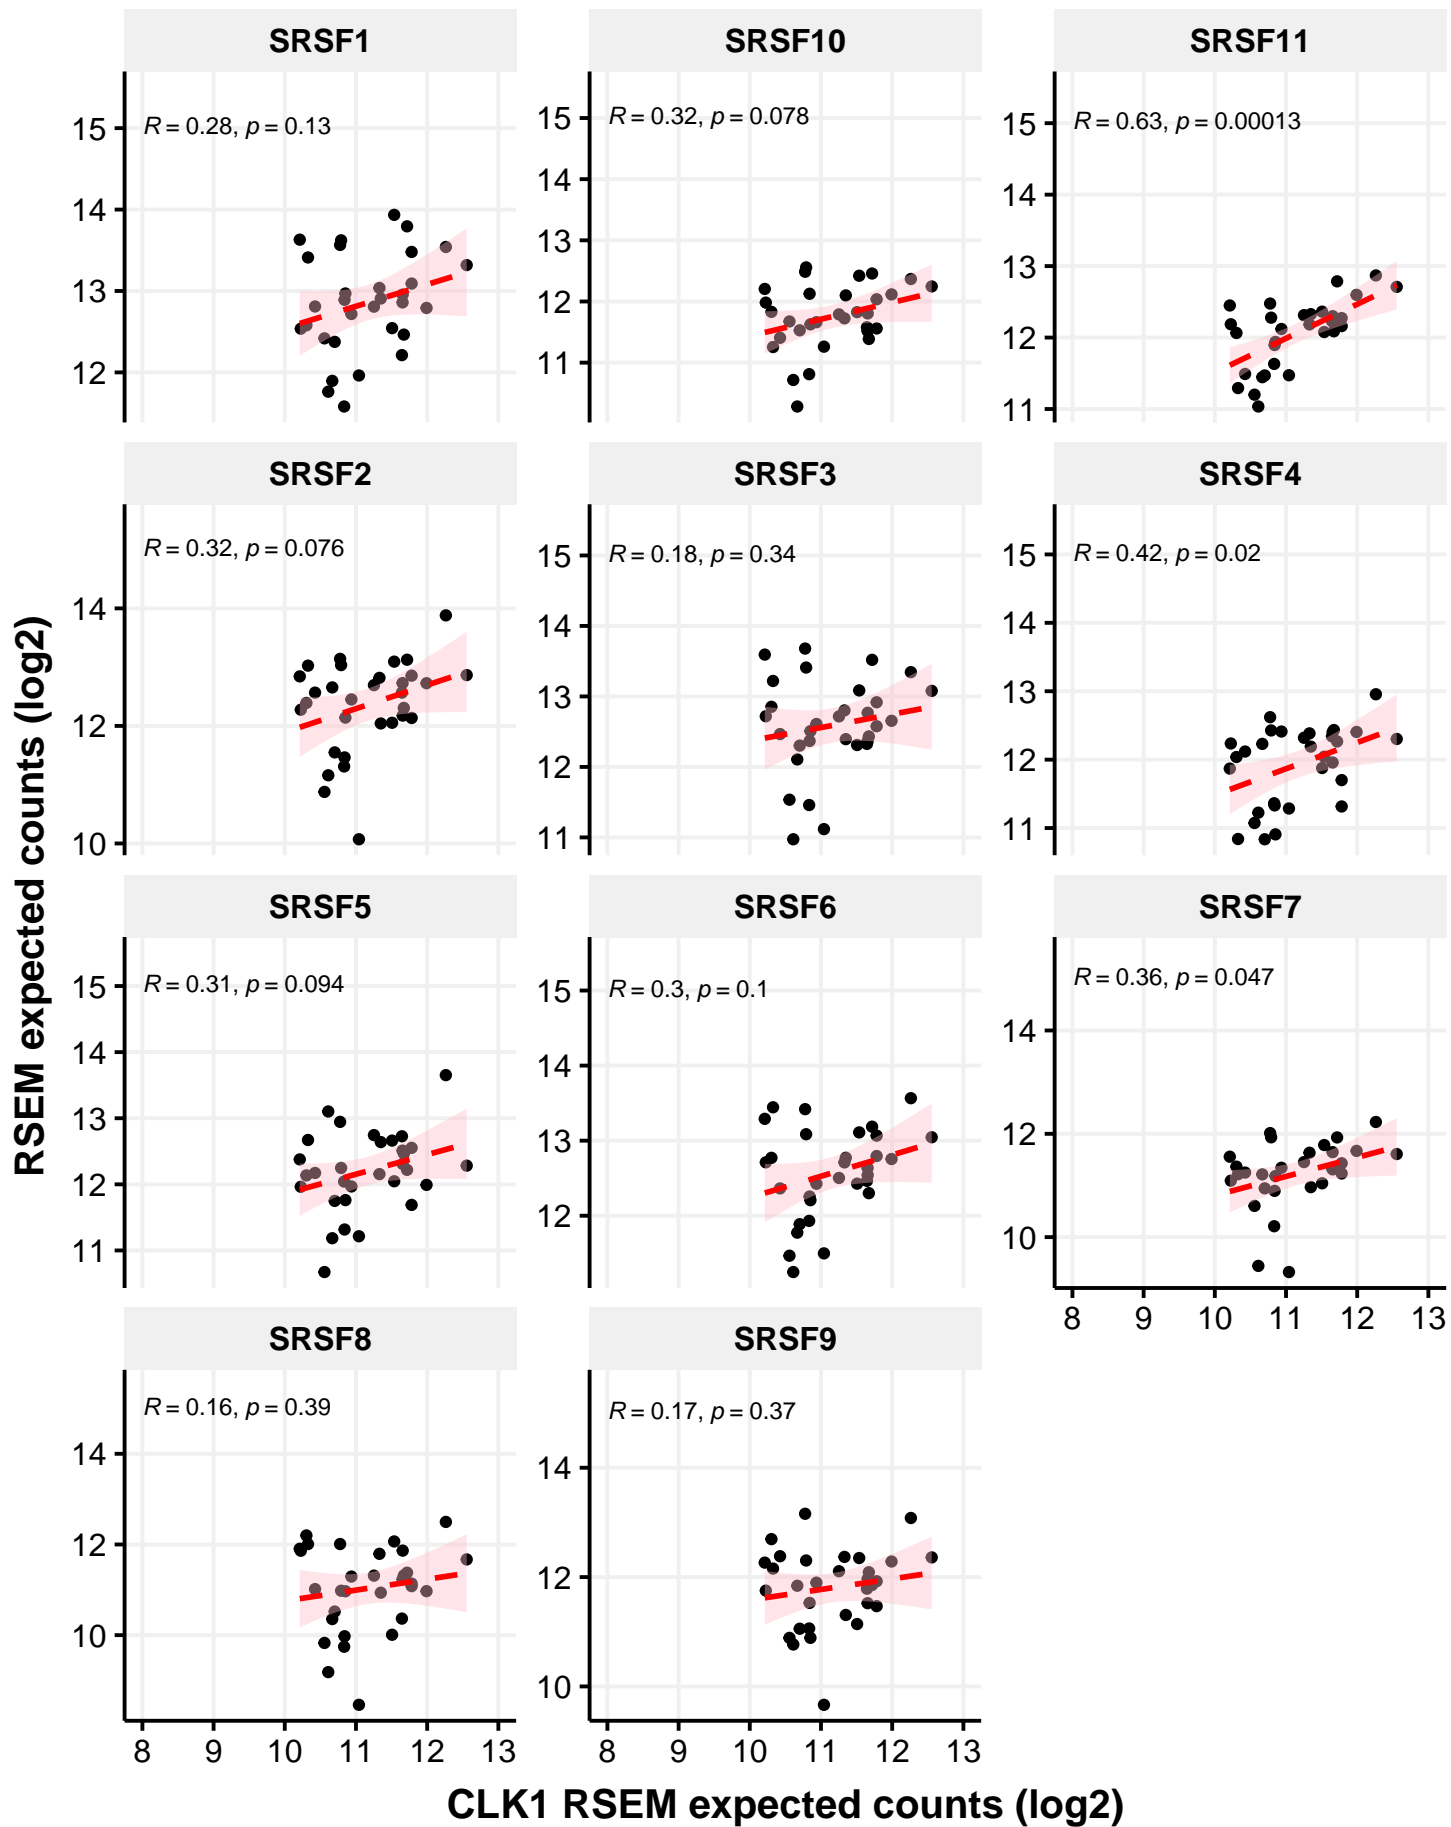 SRSF1
SRSF10
SRSF11
R = 0.28, p = 0.13
15
14
13
12
R = 0.32, p = 0.078
15
14
13
12
11
R = 0.63, p = 0.00013
15
14
13
12
11
SRSF2
SRSF3
SRSF4
R = 0.32, p = 0.076
14
12
10
R = 0.18, p = 0.34
15
14
13
12
11
R = 0.42, p = 0.02
15
14
13
12
11
RSEM expected counts (log2)
SRSF5
SRSF6
SRSF7
R = 0.31, p = 0.094
15
14
13
12
11
R = 0.3, p = 0.1
15
14
13
12
R = 0.36, p = 0.047
14
12
10
8 9 10 11 12 13
SRSF8
SRSF9
R = 0.16, p = 0.39
14
12
10
8 9 10 11 12 13
R = 0.17, p = 0.37
14
12
10
8 9 10 11 12 13
CLK1 RSEM expected counts (log2)